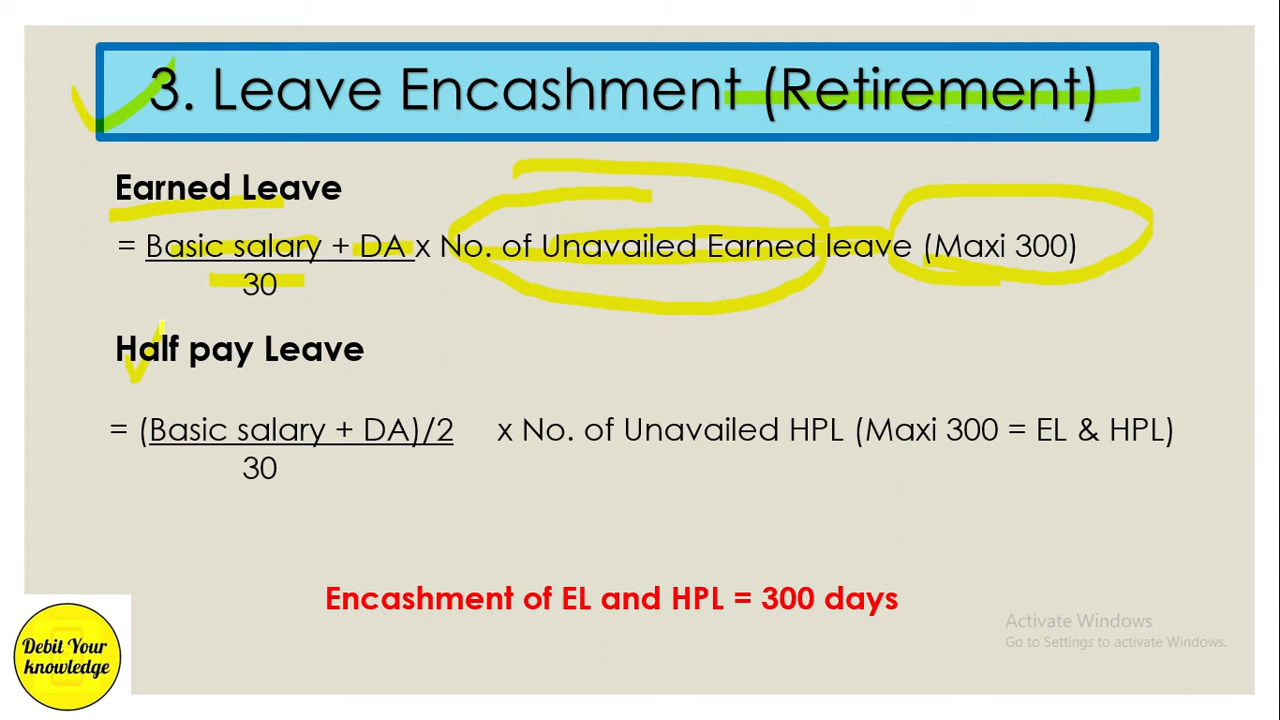 3. Leave Encashment (Retirement)
Earned Leave
= Basic salary + DA x No. of Unavailed Earned leave (Maxi 300)
30
Half pay Leave
= (Basic salary + DA)/2 x No. of Unavailed HPL (Maxi 300 = EL & HPL)
30
Encashment of EL and HPL = 300 days
Activate Windows
Go to Settings to activate Windows.
Debit Your
knowledge